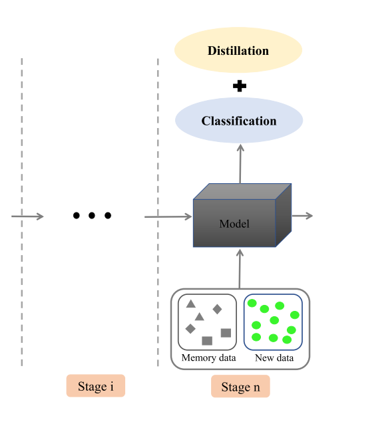 Distillation
Classification
Model
Memory data
New data
Stage i
Stage n